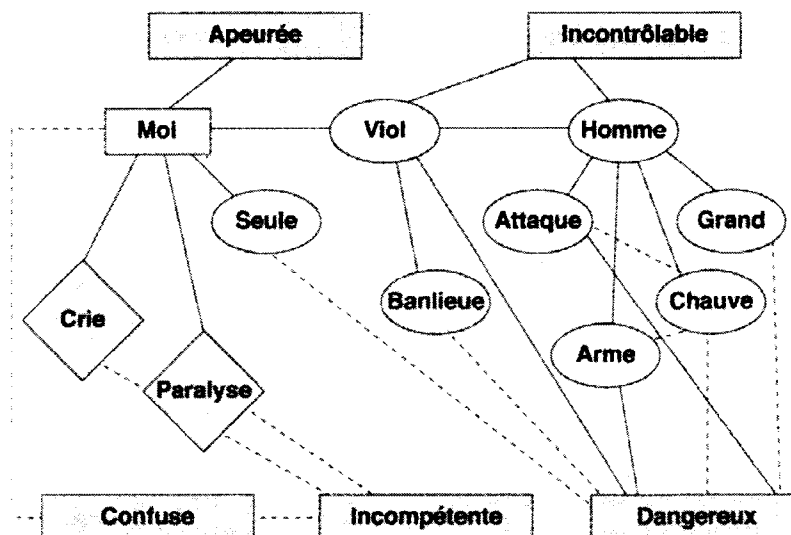 Apeurée
Incontrôlable
Moi
Viol
Homme
Seule
Attaque
Grand
Crie
Banlieue
Chauve
Paralyse
Arme
Confuse
Incompétente
Dangereux